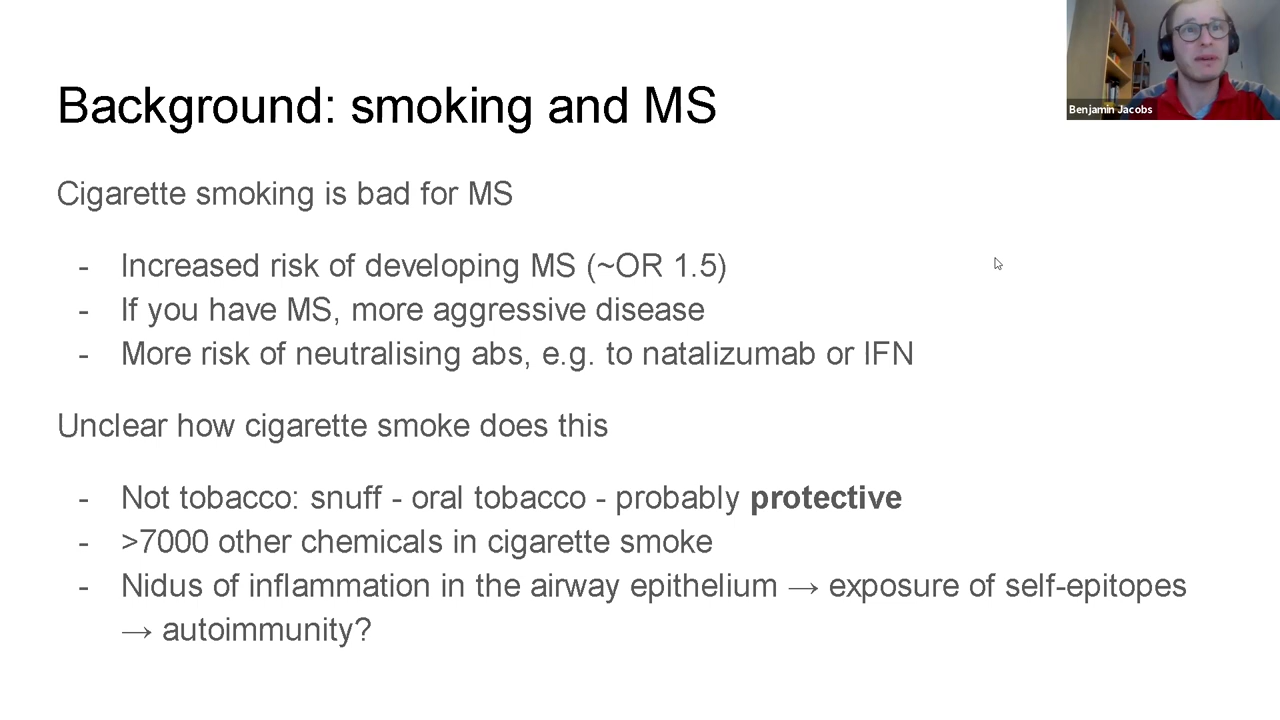 Benjamin Jacobs
Background: smoking and MS
Cigarette smoking is bad for MS
- Increased risk of developing MS (~OR 1.5)
- If you have MS, more aggressive disease
- More risk of neutralising abs, e.g. to natalizumab or IFN
Unclear how cigarette smoke does this
- Not tobacco: snuff - oral tobacco - probably protective
- >7000 other chemicals in cigarette smoke
- Nidus of inflammation in the airway epithelium → exposure of self-epitopes
→ autoimmunity?